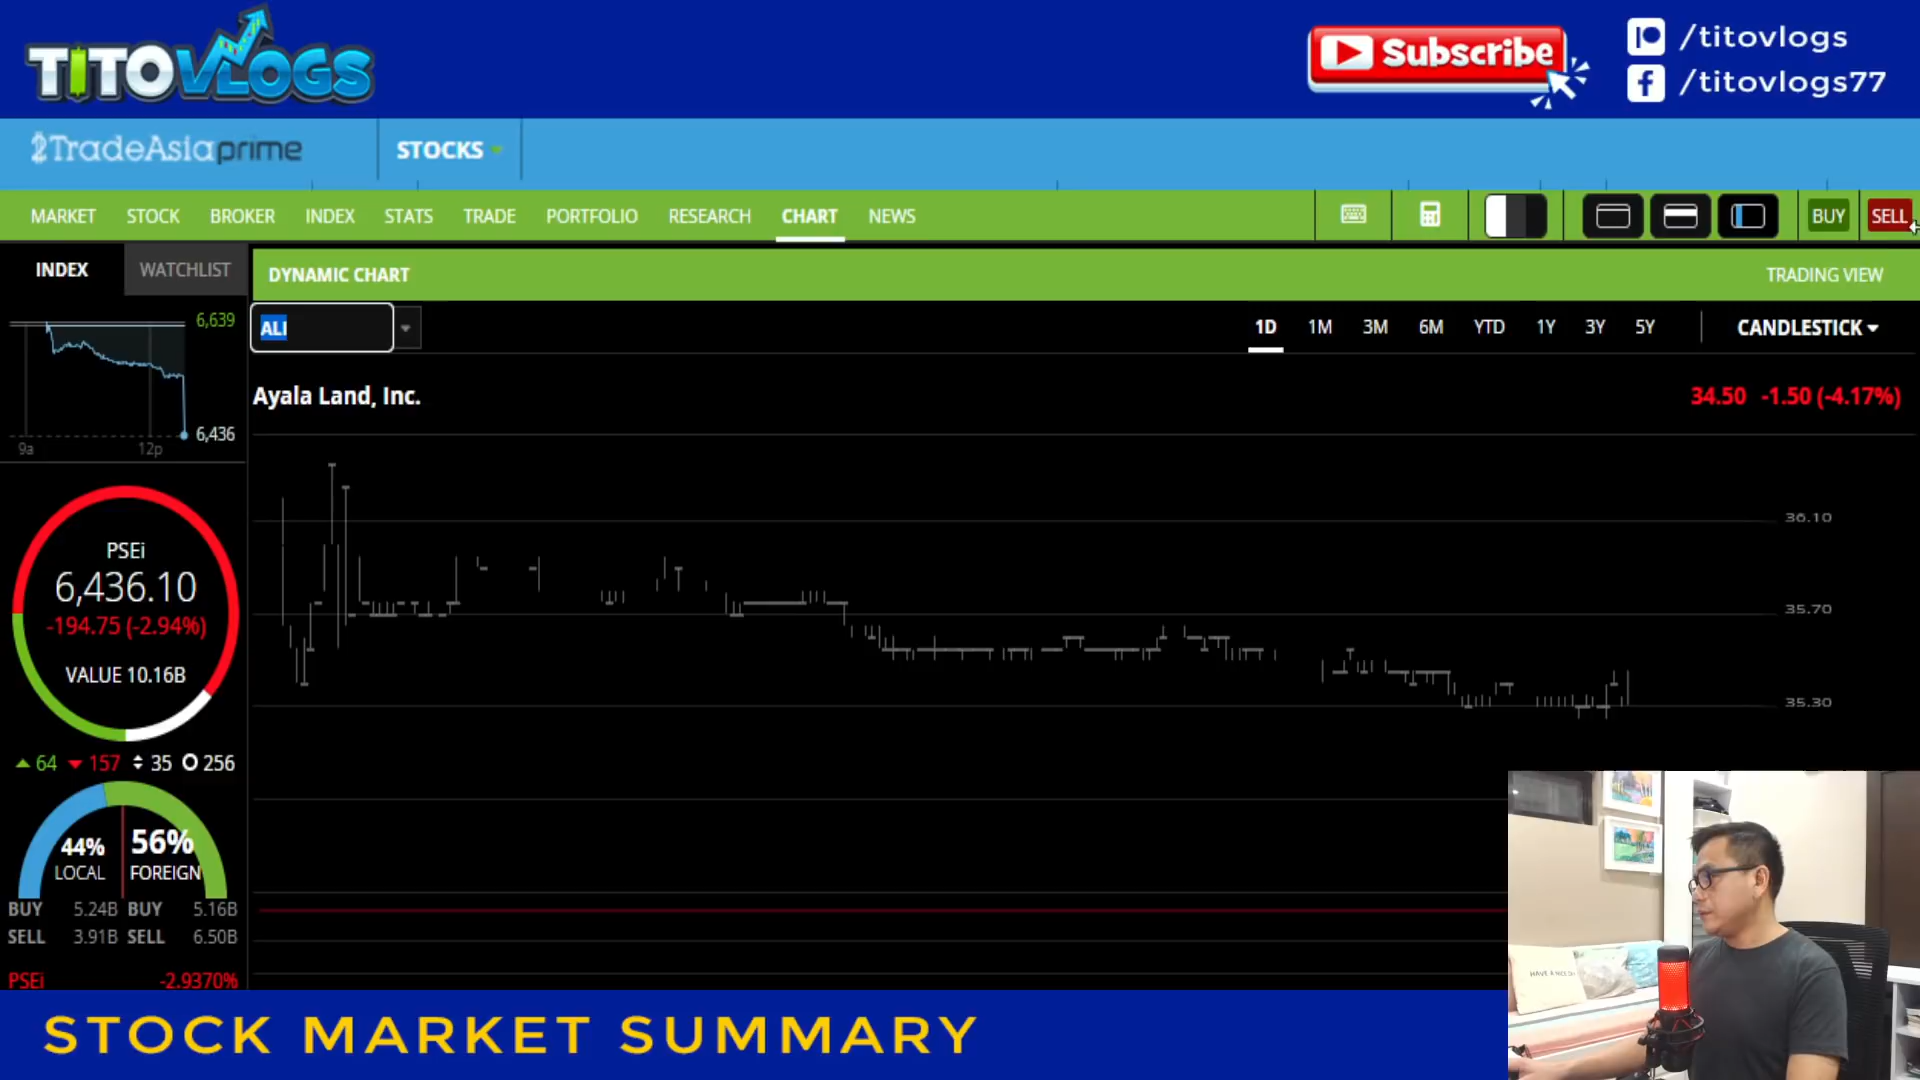 TITOVLOGS
Subscribe
/titovlogs
/titovlogs77
2TradeAsiaprime
STOCKS
MARKET STOCK BROKER INDEX STATS TRADE PORTFOLIO RESEARCH CHART NEWS
BUY SELL
INDEX WATCHLIST
DYNAMIC CHART
TRADING VIEW
ALI
1D 1M 3M 6M YTD 1Y 3Y 5Y
CANDLESTICK
6,639
6,436
9a 12p
Ayala Land, Inc.
34.50 -1.50 (-4.17%)
36.10
35.70
35.30
PSEi
6,436.10
-194.75 (-2.94%)
VALUE 10.16B
64 157 35 256
44% 56%
LOCAL FOREIGN
BUY 5.24B BUY 5.16B
SELL 3.91B SELL 6.50B
PSEi -2.9370%
STOCK MARKET SUMMARY